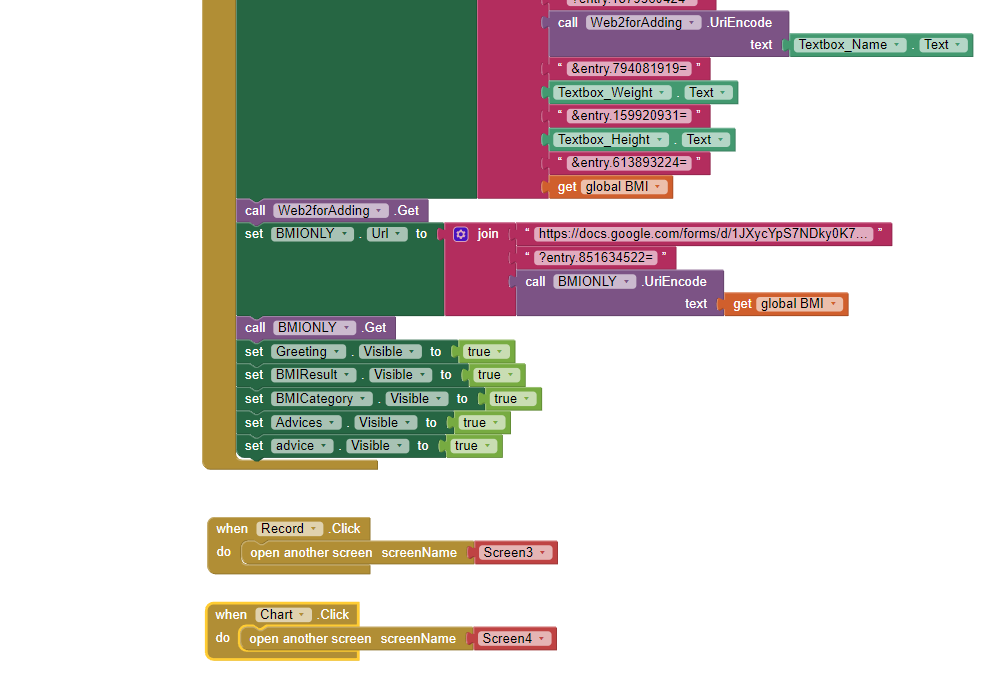 call Web2forAdding .UriEncode
text Textbox_Name . Text
" &entry.794081919= "
Textbox_Weight . Text
" &entry.159920931= "
Textbox_Height . Text
" &entry.613893224= "
get global BMI
call Web2forAdding .Get
set BMIONLY . Url to join " https://docs.google.com/forms/d/1JXycYpS7NDky0K7... "
" ?entry.851634522= "
call BMIONLY .UriEncode
text get global BMI
call BMIONLY .Get
set Greeting . Visible to true
set BMIResult . Visible to true
set BMICategory . Visible to true
set Advices . Visible to true
set advice . Visible to true
when Record .Click
do open another screen screenName Screen3
when Chart .Click
do open another screen screenName Screen4